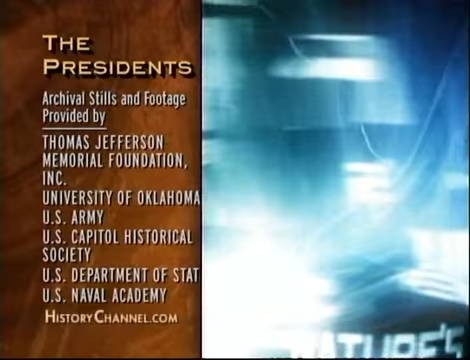 THE
PRESIDENTS
Archival Stills and Footage
Provided by
THOMAS JEFFERSON
MEMORIAL FOUNDATION,
INC.
UNIVERSITY OF OKLAHOMA
U.S. ARMY
U.S. CAPITOL HISTORICAL
SOCIETY
U.S. DEPARTMENT OF STAT
U.S. NAVAL ACADEMY
HISTORYCHANNEL.COM
NATURE'S